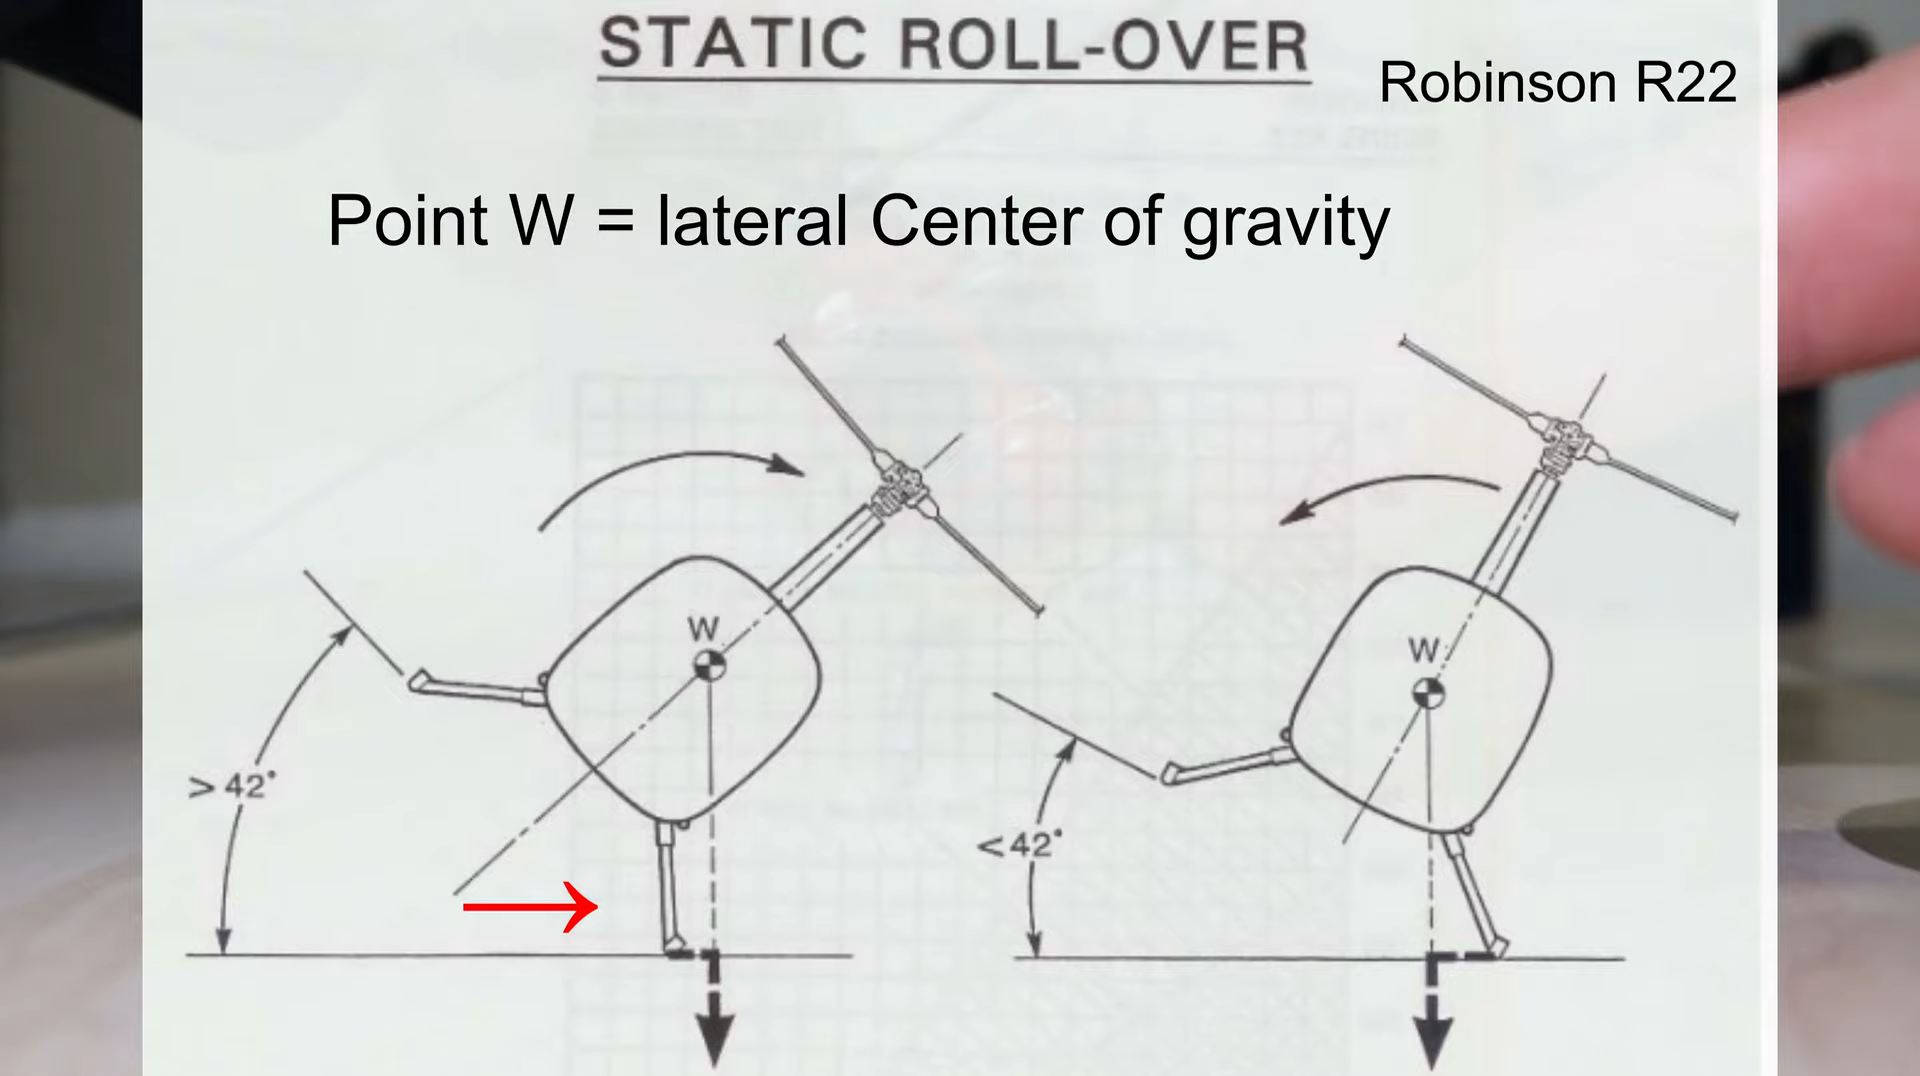 STATIC ROLL-OVER
Robinson R22
Point W = lateral Center of gravity
W
W
> 42°
< 42°